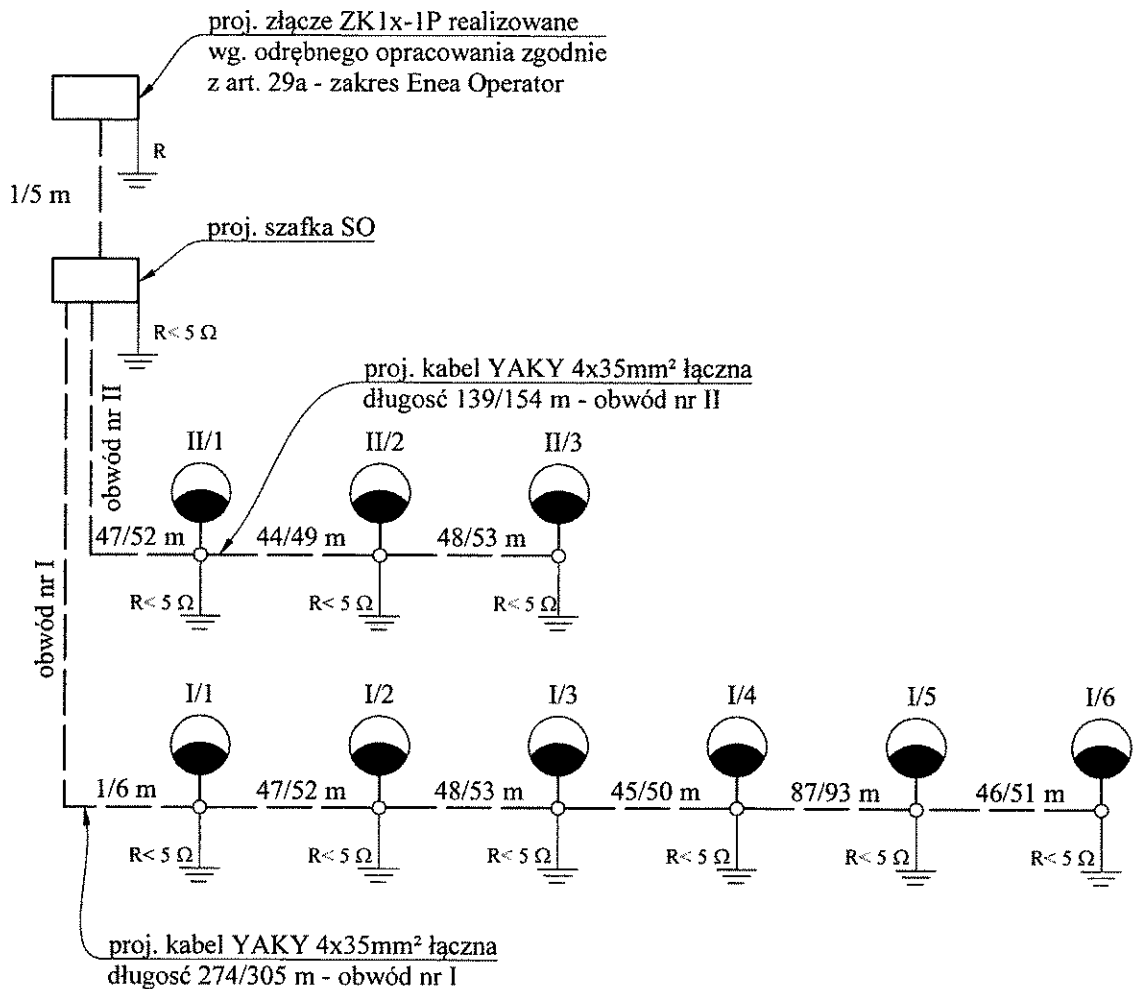 proj. złącze ZK1x-1P realizowane
wg. odrębnego opracowania zgodnie
z art. 29a - zakres Enea Operator
R
1/5 m
proj. szafka SO
R< 5 Ω
proj. kabel YAKY 4x35mm² łączna
długosć 139/154 m - obwód nr II
obwód nr II
obwód nr I
II/1 II/2 II/3
47/52 m 44/49 m 48/53 m
R< 5 Ω R< 5 Ω R< 5 Ω
I/1 I/2 I/3 I/4 I/5 I/6
1/6 m 47/52 m 48/53 m 45/50 m 87/93 m 46/51 m
R< 5 Ω R< 5 Ω R< 5 Ω R< 5 Ω R< 5 Ω R< 5 Ω
proj. kabel YAKY 4x35mm² łączna
długosć 274/305 m - obwód nr I